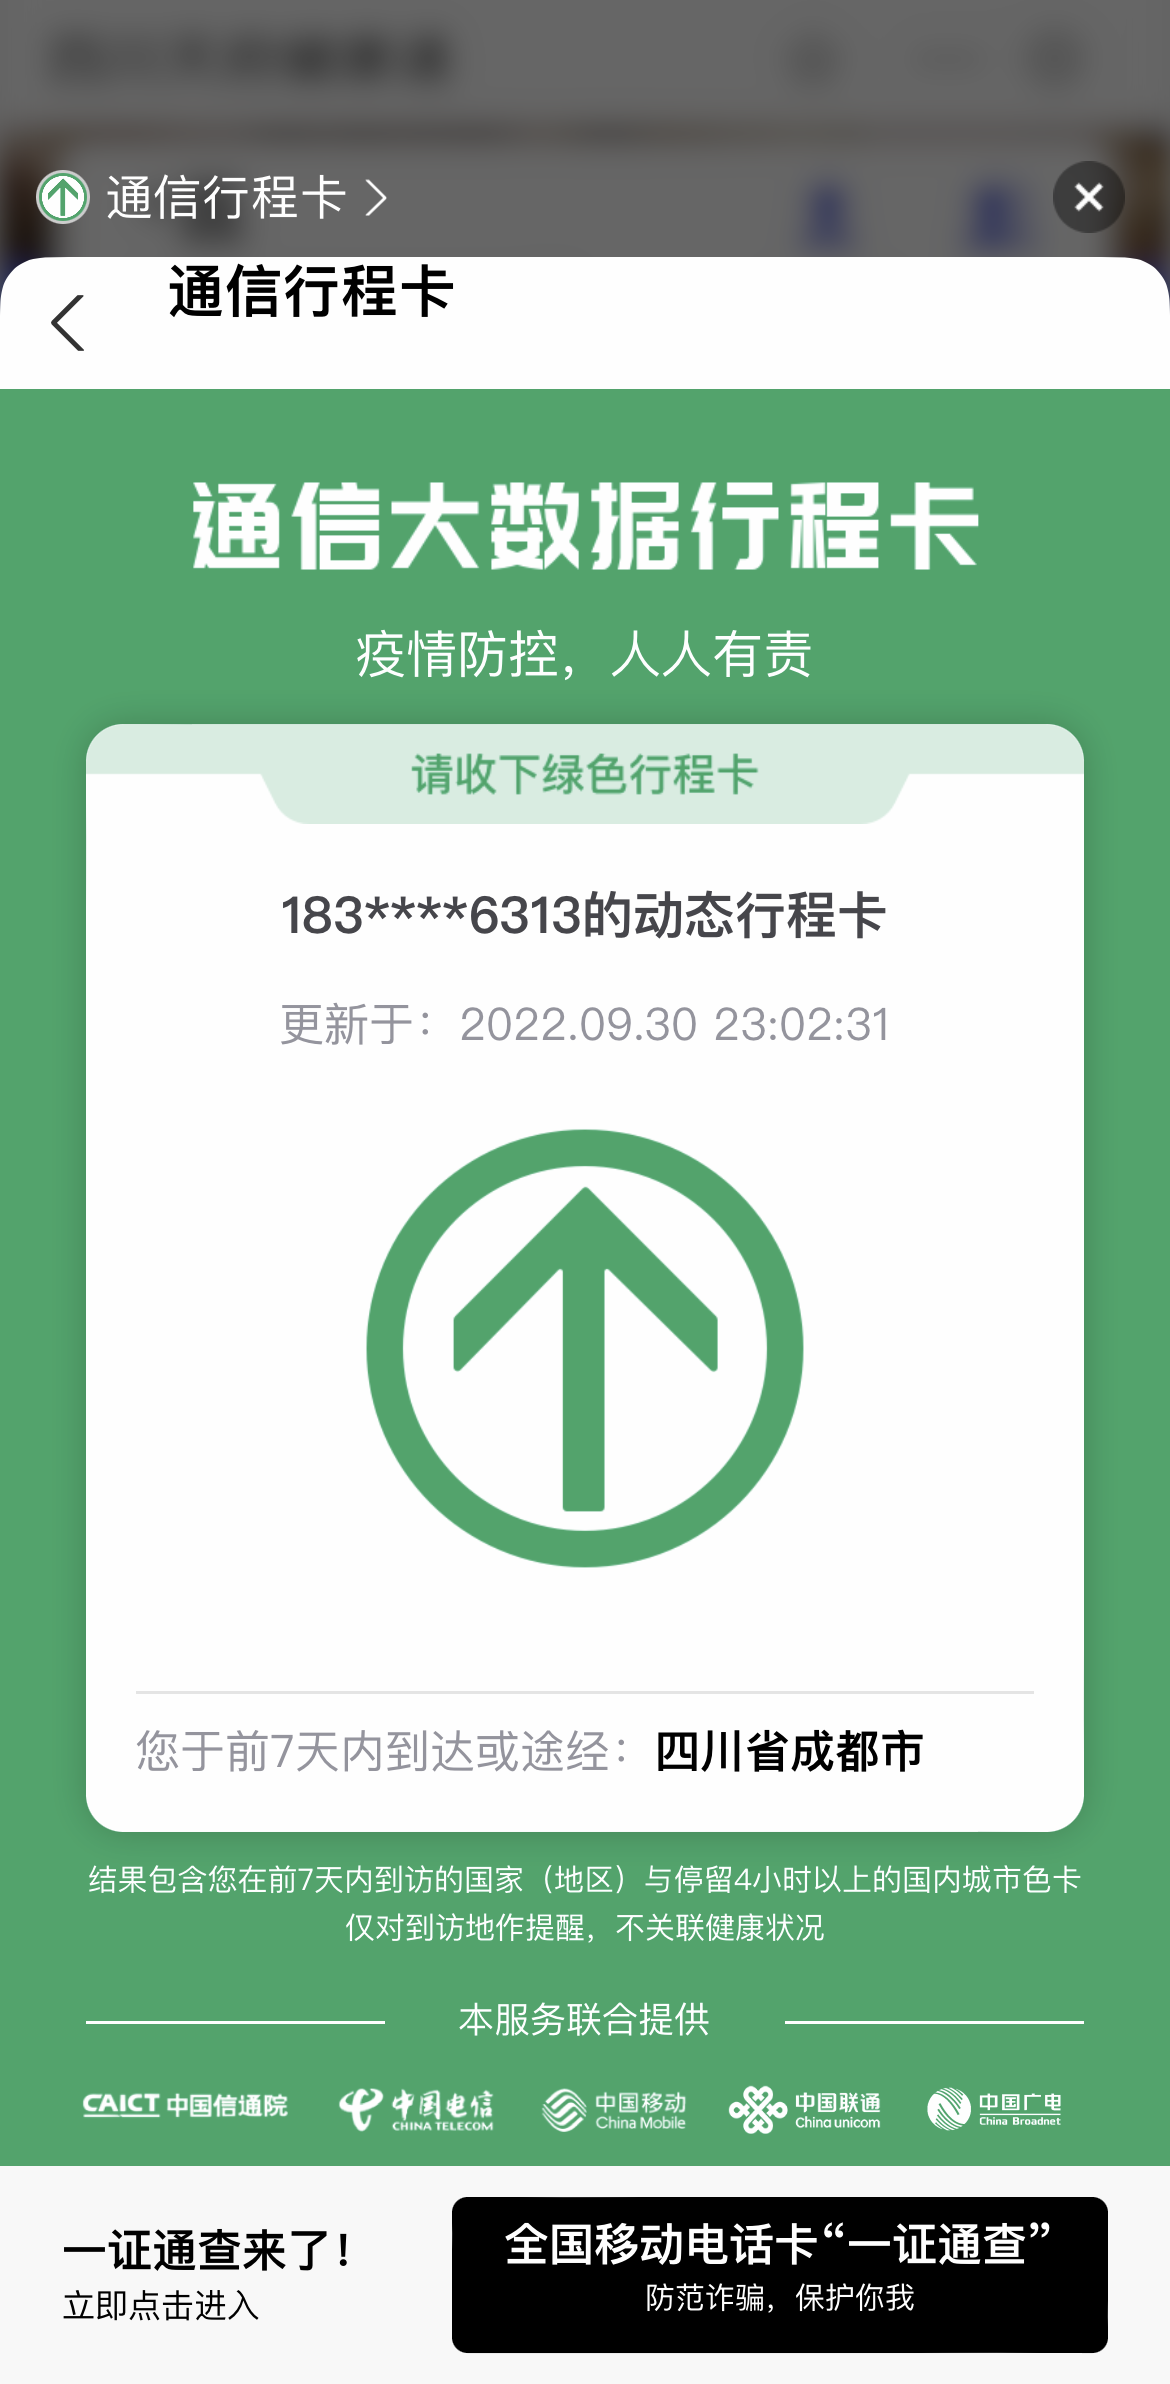 通信行程卡
通信行程卡
通信大数据行程卡
疫情防控，人人有责
请收下绿色行程卡
183****6313的动态行程卡
更新于：2022.09.30 23:02:31
您于前7天内到达或途经：四川省成都市
结果包含您在前7天内到访的国家（地区）与停留4小时以上的国内城市色卡
仅对到访地作提醒，不关联健康状况
本服务联合提供
CAICT 中国信通院
中国电信 CHINA TELECOM
中国移动 China Mobile
中国联通 China unicom
中国广电 China Broadnet
一证通查来了！
立即点击进入
全国移动电话卡“一证通查”
防范诈骗，保护你我